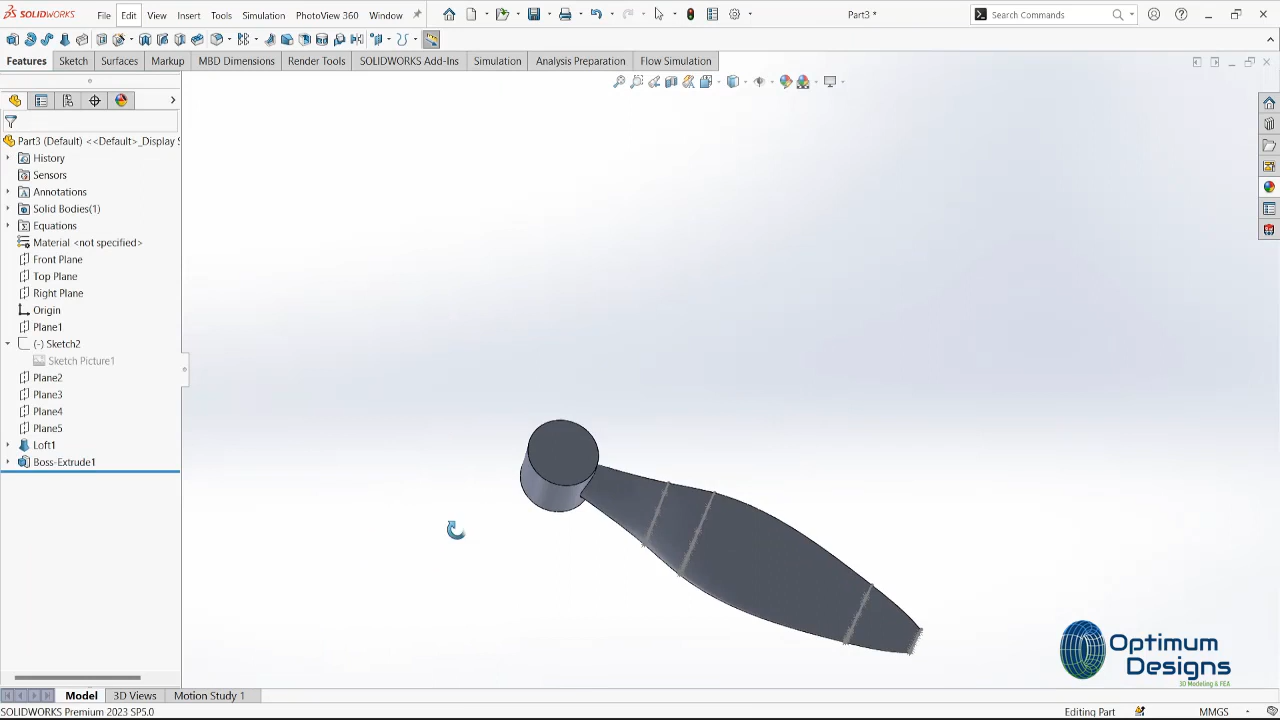 SOLIDWORKS File Edit View Insert Tools Simulation PhotoView 360 Window Part3 * Search Commands
Features Sketch Surfaces Markup MBD Dimensions Render Tools SOLIDWORKS Add-Ins Simulation Analysis Preparation Flow Simulation
Part3 (Default) <<Default>_Display S
History
Sensors
Annotations
Solid Bodies(1)
Equations
Material <not specified>
Front Plane
Top Plane
Right Plane
Origin
Plane1
(-) Sketch2
Sketch Picture1
Plane2
Plane3
Plane4
Plane5
Loft1
Boss-Extrude1
Optimum
Designs
3D Modeling & FEA
Model 3D Views Motion Study 1
SOLIDWORKS Premium 2023 SP5.0 Editing Part MMGS